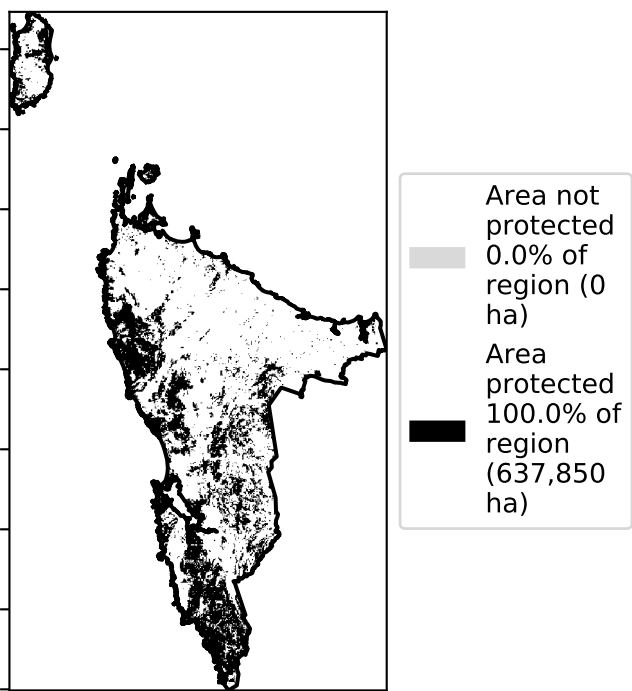 Area not
protected
0.0% of
region (0
ha)
Area
protected
100.0% of
region
(637,850
ha)